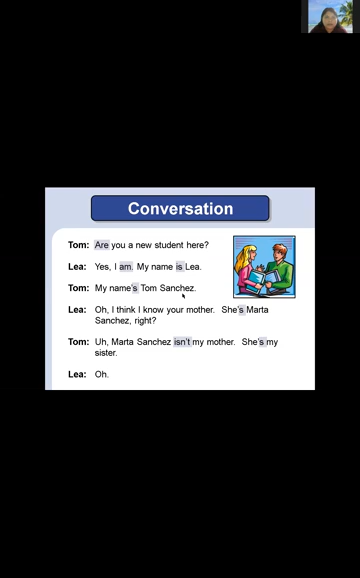 Conversation
Tom: Are you a new student here?
Lea: Yes, I am. My name is Lea.
Tom: My name's Tom Sanchez.
Lea: Oh, I think I know your mother. She's Marta
Sanchez, right?
Tom: Uh, Marta Sanchez isn't my mother. She's my
sister.
Lea: Oh.